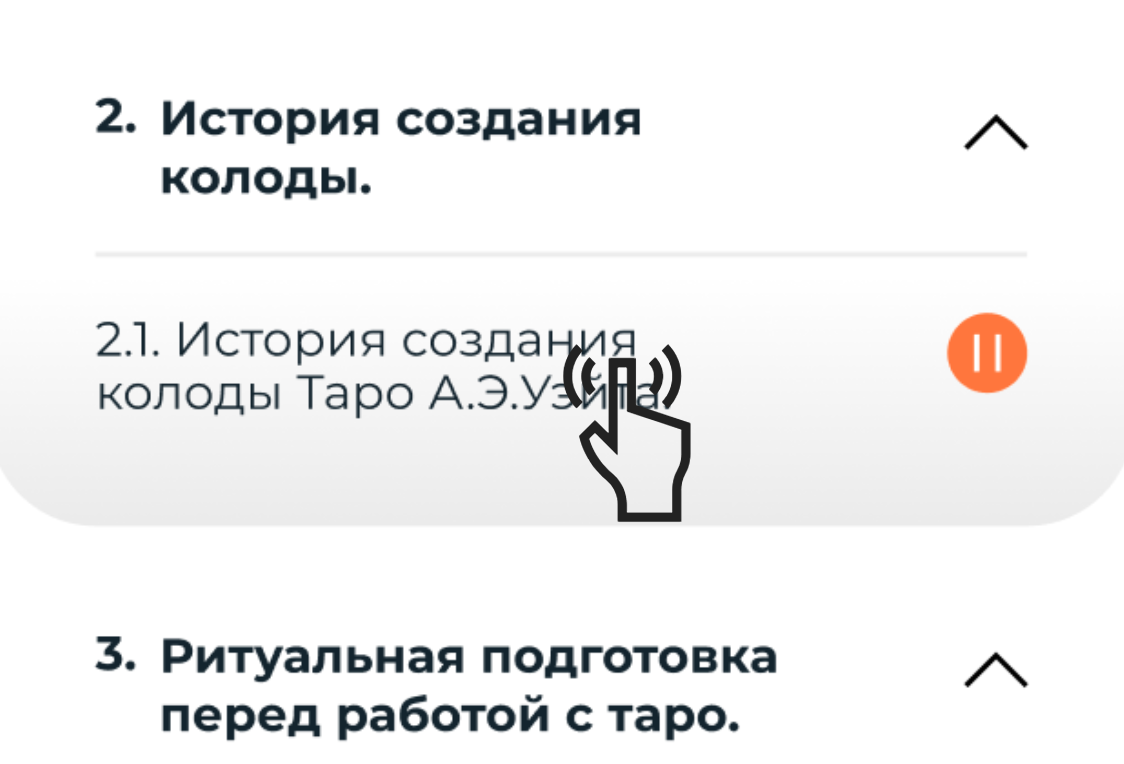 2. История создания
колоды.
2.1. История создания
колоды Таро А.Э.Уэйта.
3. Ритуальная подготовка
перед работой с таро.